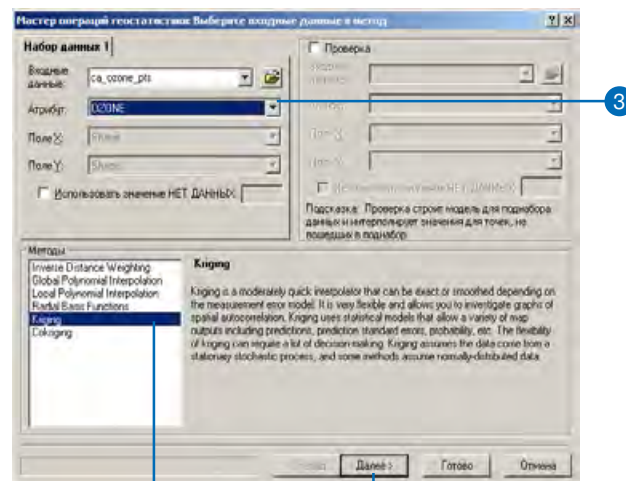 Мастер операций геостатистики: Выберите входные данные и метод
Набор данных 1
Входные данные:
ca_ozone_pts
Атрибут:
OZONE
Поле X:
Shape
Поле Y:
Shape
Использовать значение НЕТ ДАННЫХ:
Проверка
Поле X:
Поле Y:
Подсказка: Проверка строит модель для поднабора
данных и интерполирует значения для точек, не
вошедших в поднабор.
3
Методы
Inverse Distance Weighting
Global Polynomial Interpolation
Local Polynomial Interpolation
Radial Basis Functions
Kriging
Cokriging
Kriging
Kriging is a moderately quick interpolator that can be exact or smoothed depending on
the measurement error model. It is very flexible and allows you to investigate graphs of
spatial autocorrelation. Kriging uses statistical models that allow a variety of map
outputs including predictions, prediction standard errors, probability, etc. The flexibility
of kriging can require a lot of decision-making. Kriging assumes the data come from a
stationary stochastic process, and some methods assume normally-distributed data.
Далее >
Готово
Отмена